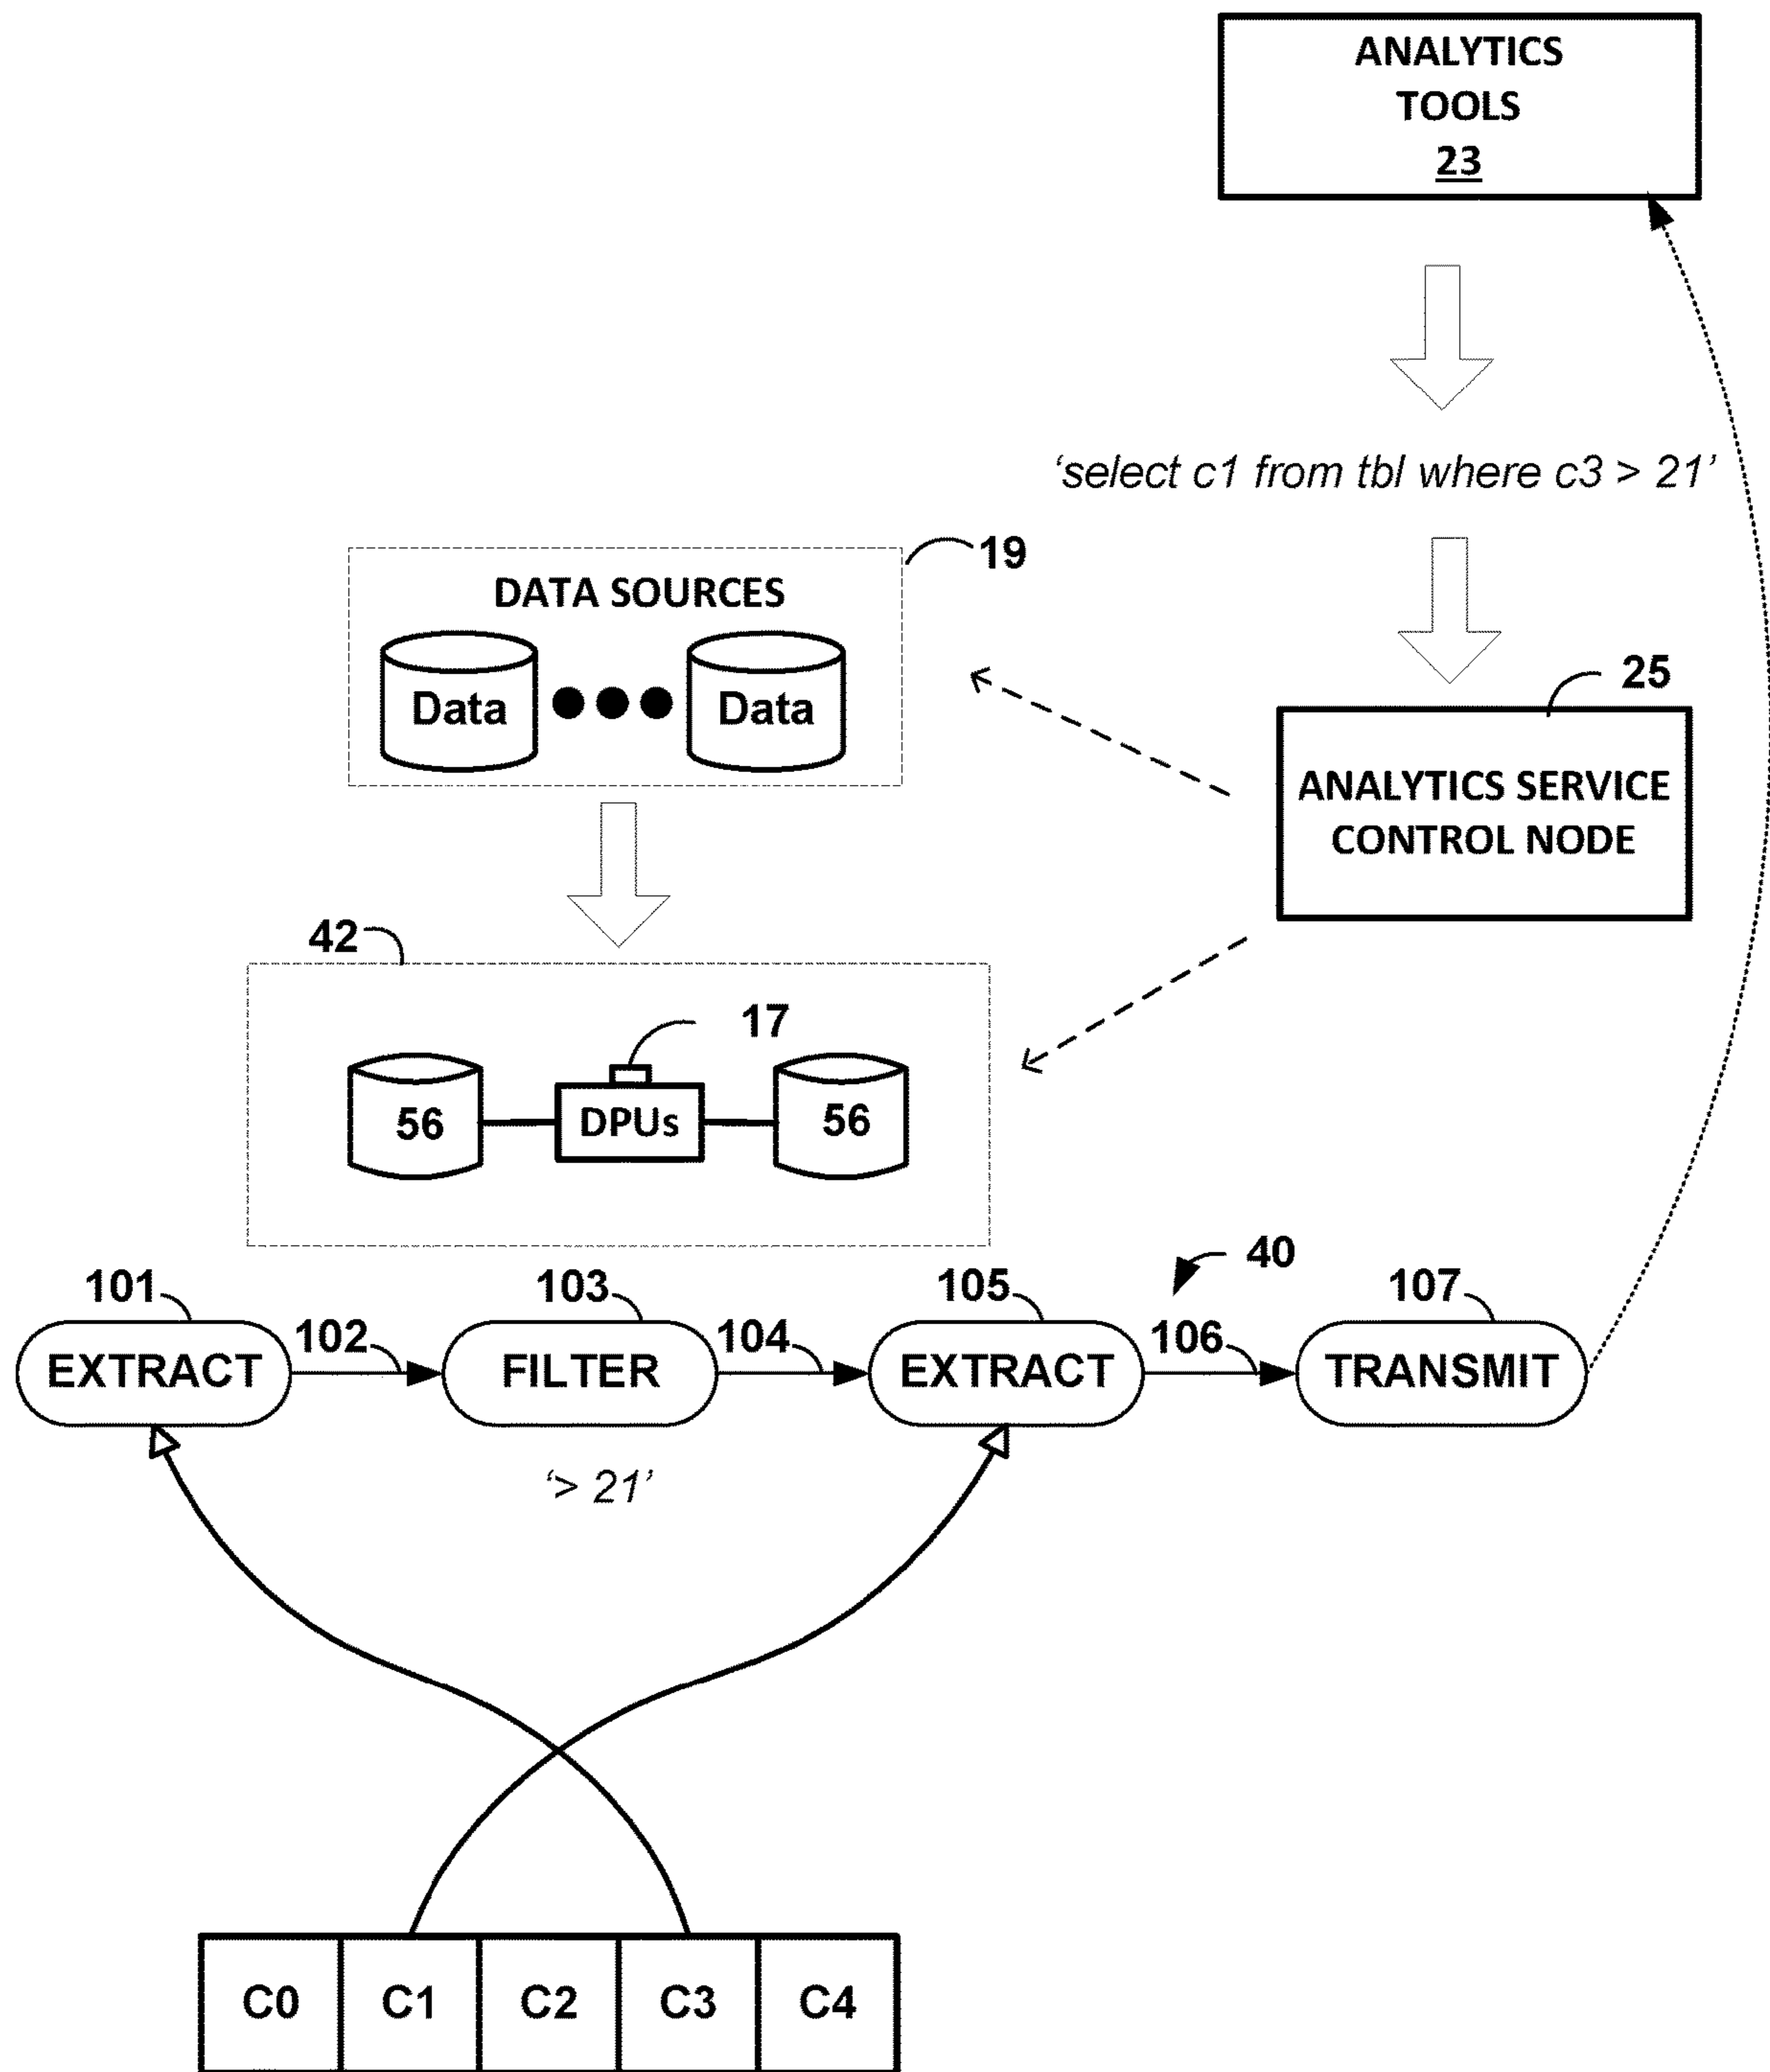 ANALYTICS
TOOLS
23
‘select c1 from tbl where c3 > 21’
19
DATA SOURCES
Data
Data
25
ANALYTICS SERVICE
CONTROL NODE
42
17
56
DPUs
56
40
101
103
105
107
102
104
106
EXTRACT
FILTER
EXTRACT
TRANSMIT
‘> 21’
C0
C1
C2
C3
C4